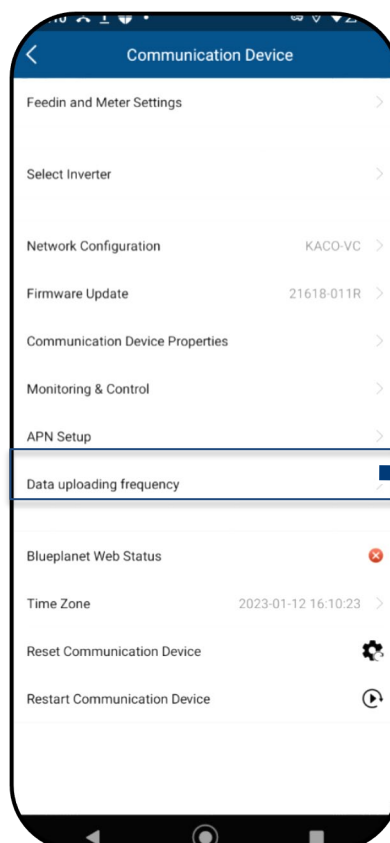 Communication Device
Feedin and Meter Settings
Select Inverter
Network Configuration KACO-VC
Firmware Update 21618-011R
Communication Device Properties
Monitoring & Control
APN Setup
Data uploading frequency
Blueplanet Web Status
Time Zone 2023-01-12 16:10:23
Reset Communication Device
Restart Communication Device